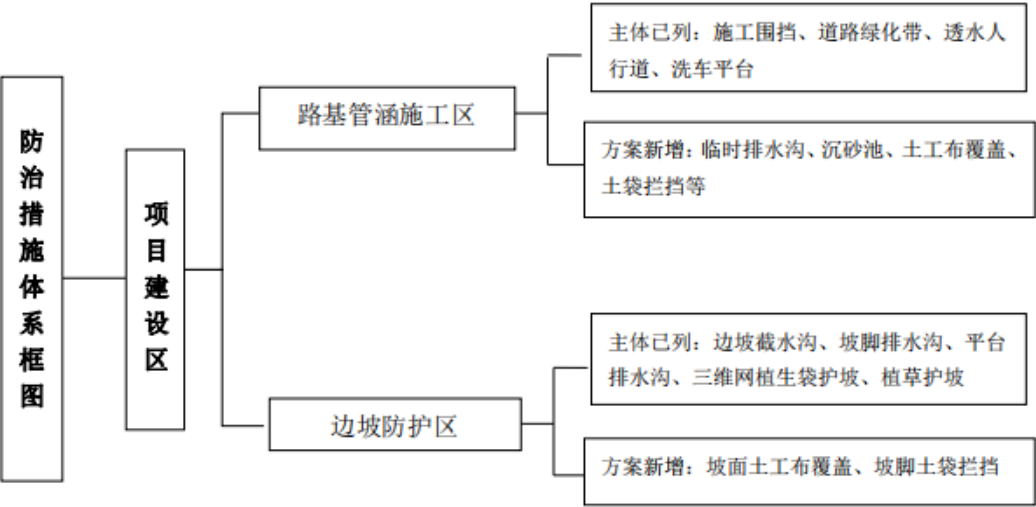 防治措施体系框图
项目建设区
路基管涵施工区
主体已列：施工围挡、道路绿化带、透水人
行道、洗车平台
方案新增：临时排水沟、沉砂池、土工布覆盖、
土袋拦挡等
边坡防护区
主体已列：边坡截水沟、坡脚排水沟、平台
排水沟、三维网植生袋护坡、植草护坡
方案新增：坡面土工布覆盖、坡脚土袋拦挡